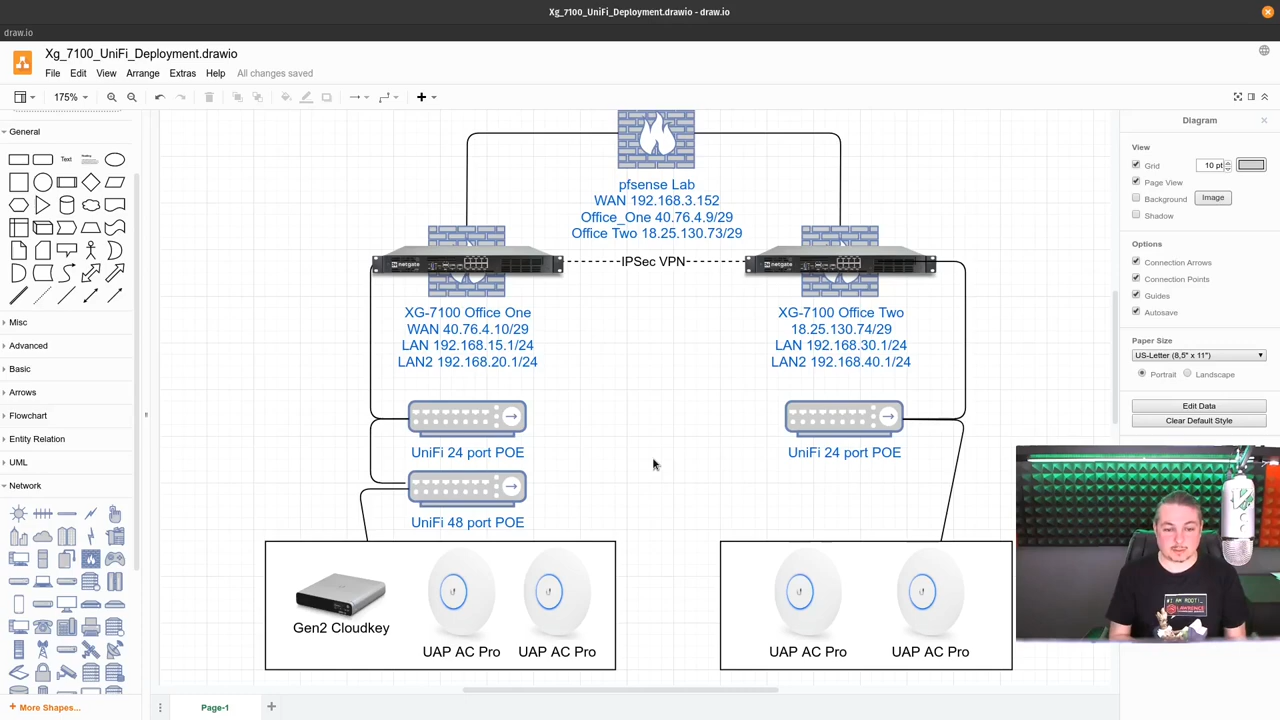 Xg_7100_UniFi_Deployment.drawio - draw.io
draw.io
Xg_7100_UniFi_Deployment.drawio
File Edit View Arrange Extras Help All changes saved
175%
General
Text
Misc
Advanced
Basic
Arrows
Flowchart
Entity Relation
UML
Network
+ More Shapes...
pfsense Lab
WAN 192.168.3.152
Office_One 40.76.4.9/29
Office Two 18.25.130.73/29
netgate
IPSec VPN
netgate
XG-7100 Office One
WAN 40.76.4.10/29
LAN 192.168.15.1/24
LAN2 192.168.20.1/24
XG-7100 Office Two
18.25.130.74/29
LAN 192.168.30.1/24
LAN2 192.168.40.1/24
UniFi 24 port POE
UniFi 24 port POE
UniFi 48 port POE
Gen2 Cloudkey
UAP AC Pro
UAP AC Pro
UAP AC Pro
UAP AC Pro
Page-1
Diagram
View
Grid
10 pt
Page View
Background
Image
Shadow
Options
Connection Arrows
Connection Points
Guides
Autosave
Paper Size
US-Letter (8,5" x 11")
Portrait Landscape
Edit Data
Clear Default Style
#I AM ROOT!
LAWRENCE